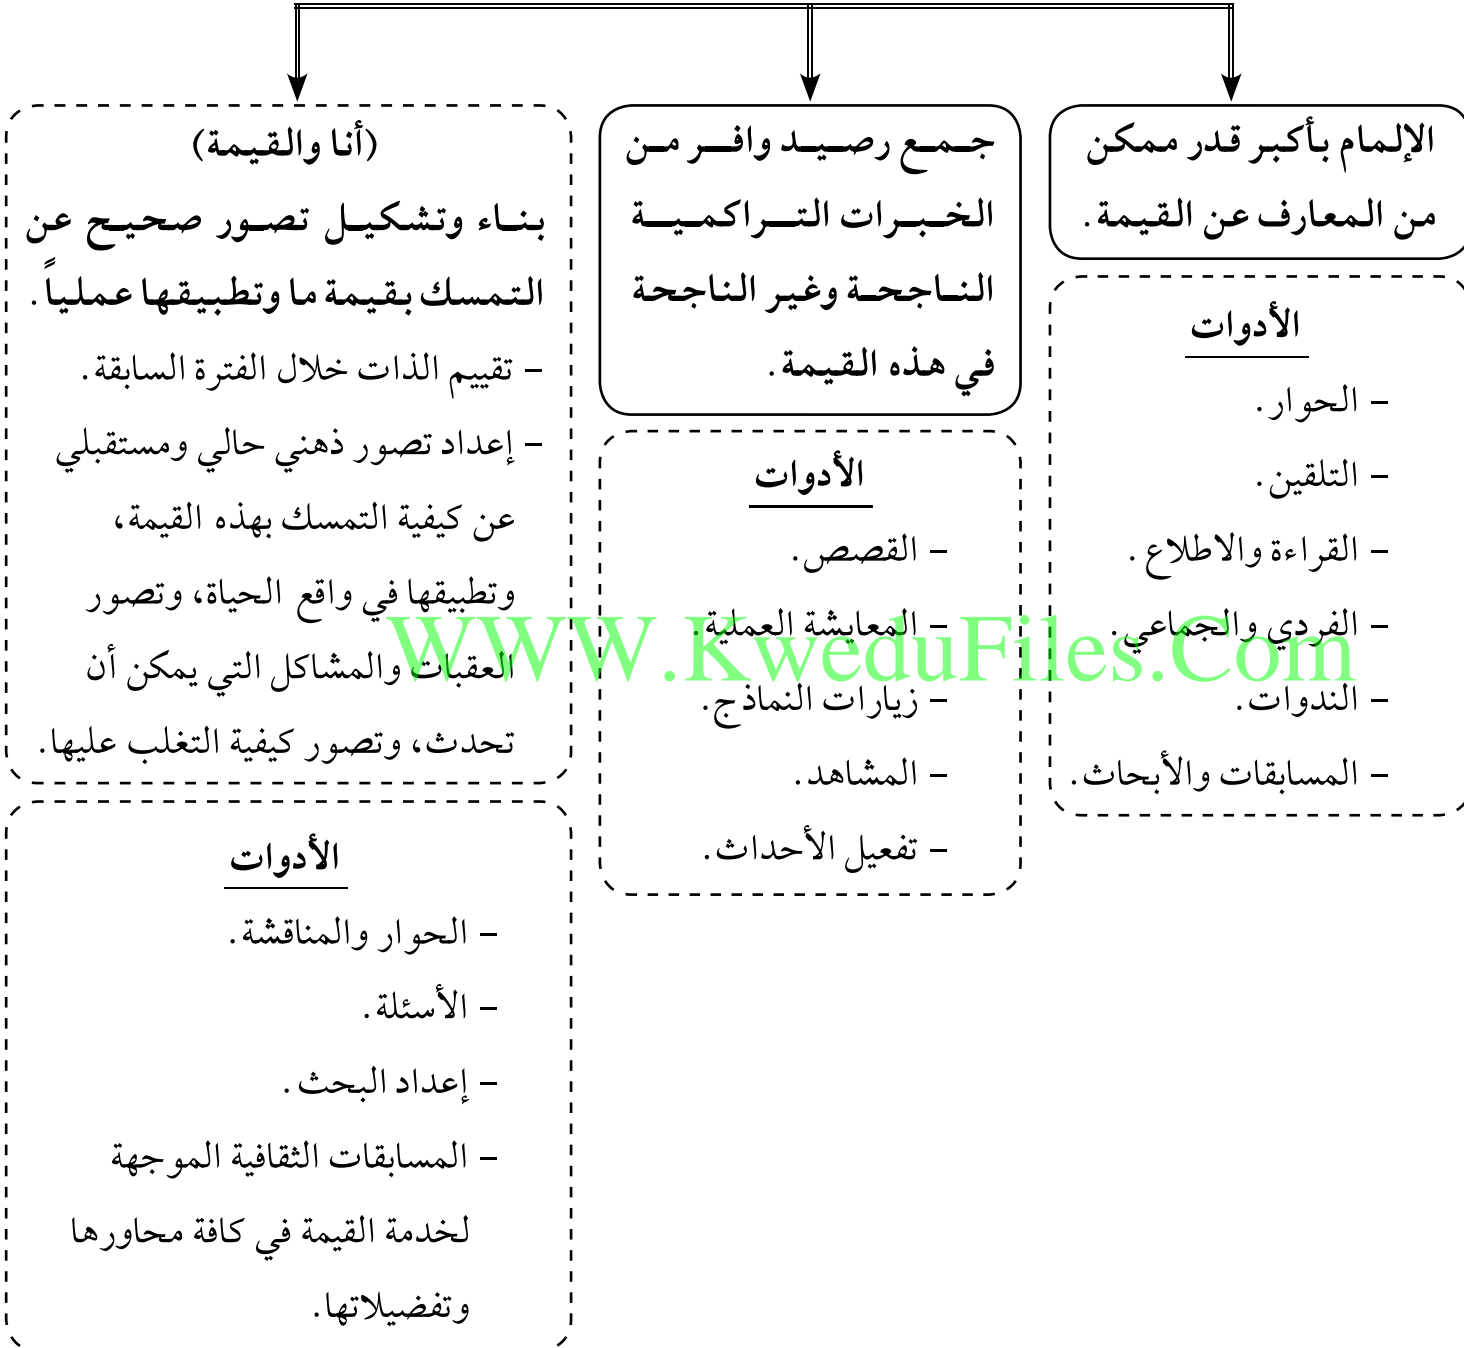 الإلمام بأكبر قدر ممكن
من المعارف عن القيمة.
الأدوات
– الحوار.
– التلقين.
– القراءة والاطلاع.
– الفردي والجماعي.
– الندوات.
– المسابقات والأبحاث.
جمع رصيد وافر من
الخبرات التراكمية
الناجحة وغير الناجحة
في هذه القيمة.
الأدوات
– القصص.
– المعايشة العملية.
– زيارات النماذج.
– المشاهد.
– تفعيل الأحداث.
(أنا والقيمة)
بناء وتشكيل تصور صحيح عن
التمسك بقيمة ما وتطبيقها عملياً.
– تقييم الذات خلال الفترة السابقة.
– إعداد تصور ذهني حالي ومستقبلي
عن كيفية التمسك بهذه القيمة،
وتطبيقها في واقع الحياة، وتصور
العقبات والمشاكل التي يمكن أن
تحدث، وتصور كيفية التغلب عليها.
الأدوات
– الحوار والمناقشة.
– الأسئلة.
– إعداد البحث.
– المسابقات الثقافية الموجهة
لخدمة القيمة في كافة محاورها
وتفضيلاتها.
WWW.KweduFiles.Com